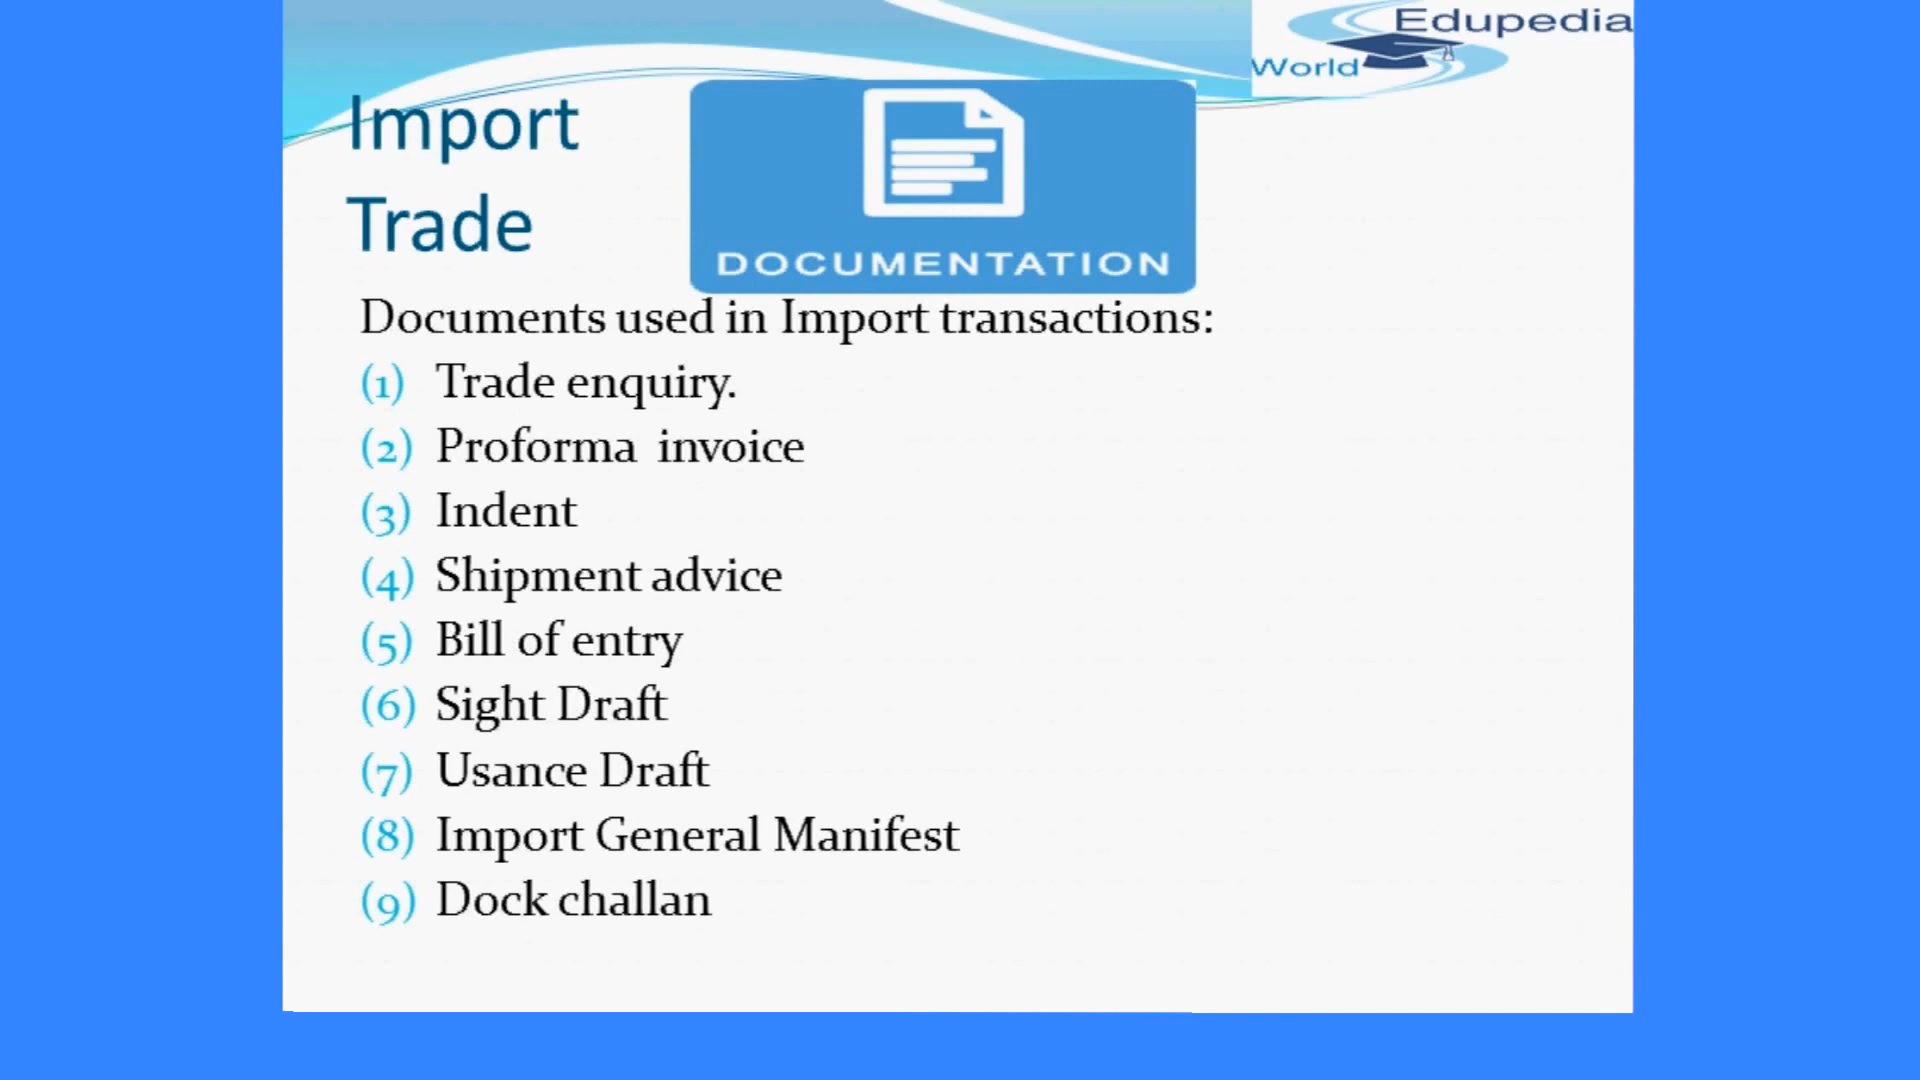 Edupedia
World
Import
Trade
DOCUMENTATION
Documents used in Import transactions:
(1) Trade enquiry.
(2) Proforma invoice
(3) Indent
(4) Shipment advice
(5) Bill of entry
(6) Sight Draft
(7) Usance Draft
(8) Import General Manifest
(9) Dock challan